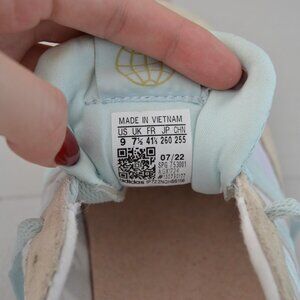 MADE IN VIETNAM
US UK FR JP CHN
9 7½ 41⅓ 260 255
07/22
adidas